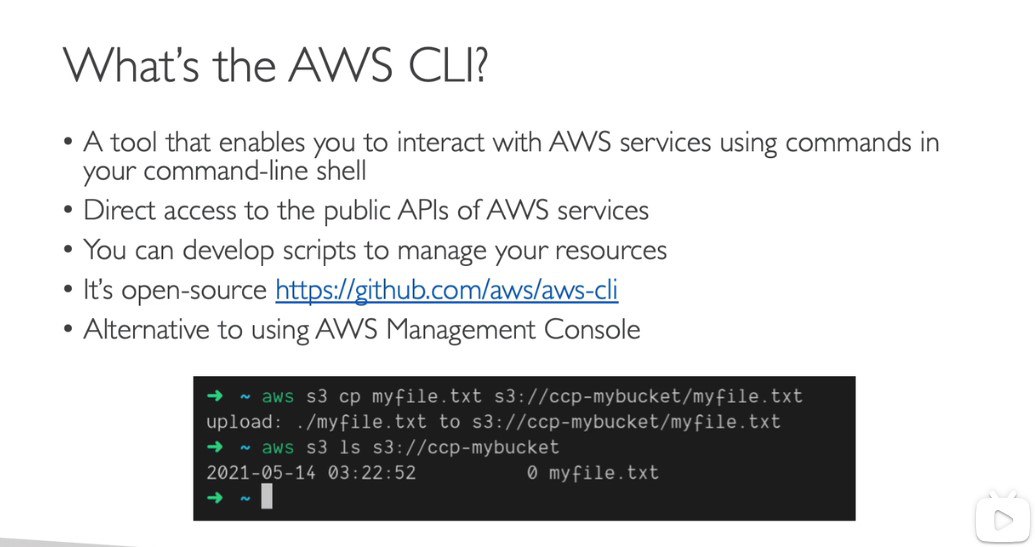 What's the AWS CLI?
• A tool that enables you to interact with AWS services using commands in
your command-line shell
• Direct access to the public APIs of AWS services
• You can develop scripts to manage your resources
• It's open-source https://github.com/aws/aws-cli
• Alternative to using AWS Management Console
➜ ~ aws s3 cp myfile.txt s3://ccp-mybucket/myfile.txt
upload: ./myfile.txt to s3://ccp-mybucket/myfile.txt
➜ ~ aws s3 ls s3://ccp-mybucket
2021-05-14 03:22:52 0 myfile.txt
➜ ~